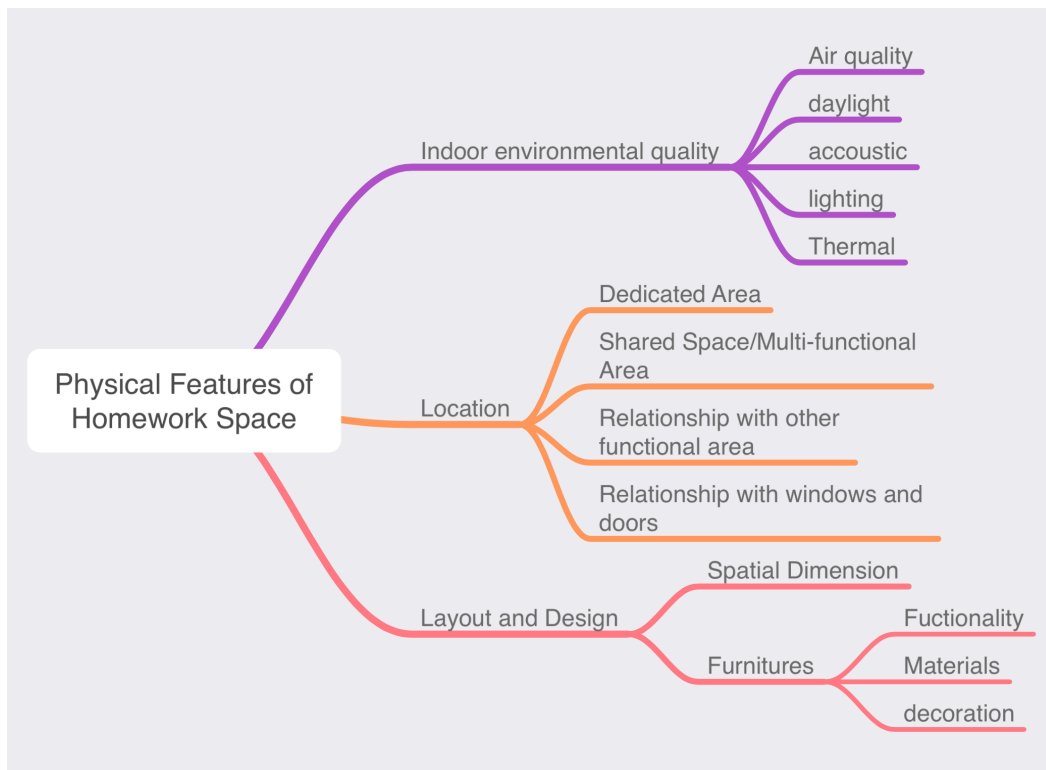 Air quality
daylight
Indoor environmental quality
accoustic
lighting
Thermal
Dedicated Area
Shared Space/Multi-functional
Area
Physical Features of
Homework Space
Location
Relationship with other
functional area
Relationship with windows and
doors
Spatial Dimension
Layout and Design
Fuctionality
Furnitures
Materials
decoration